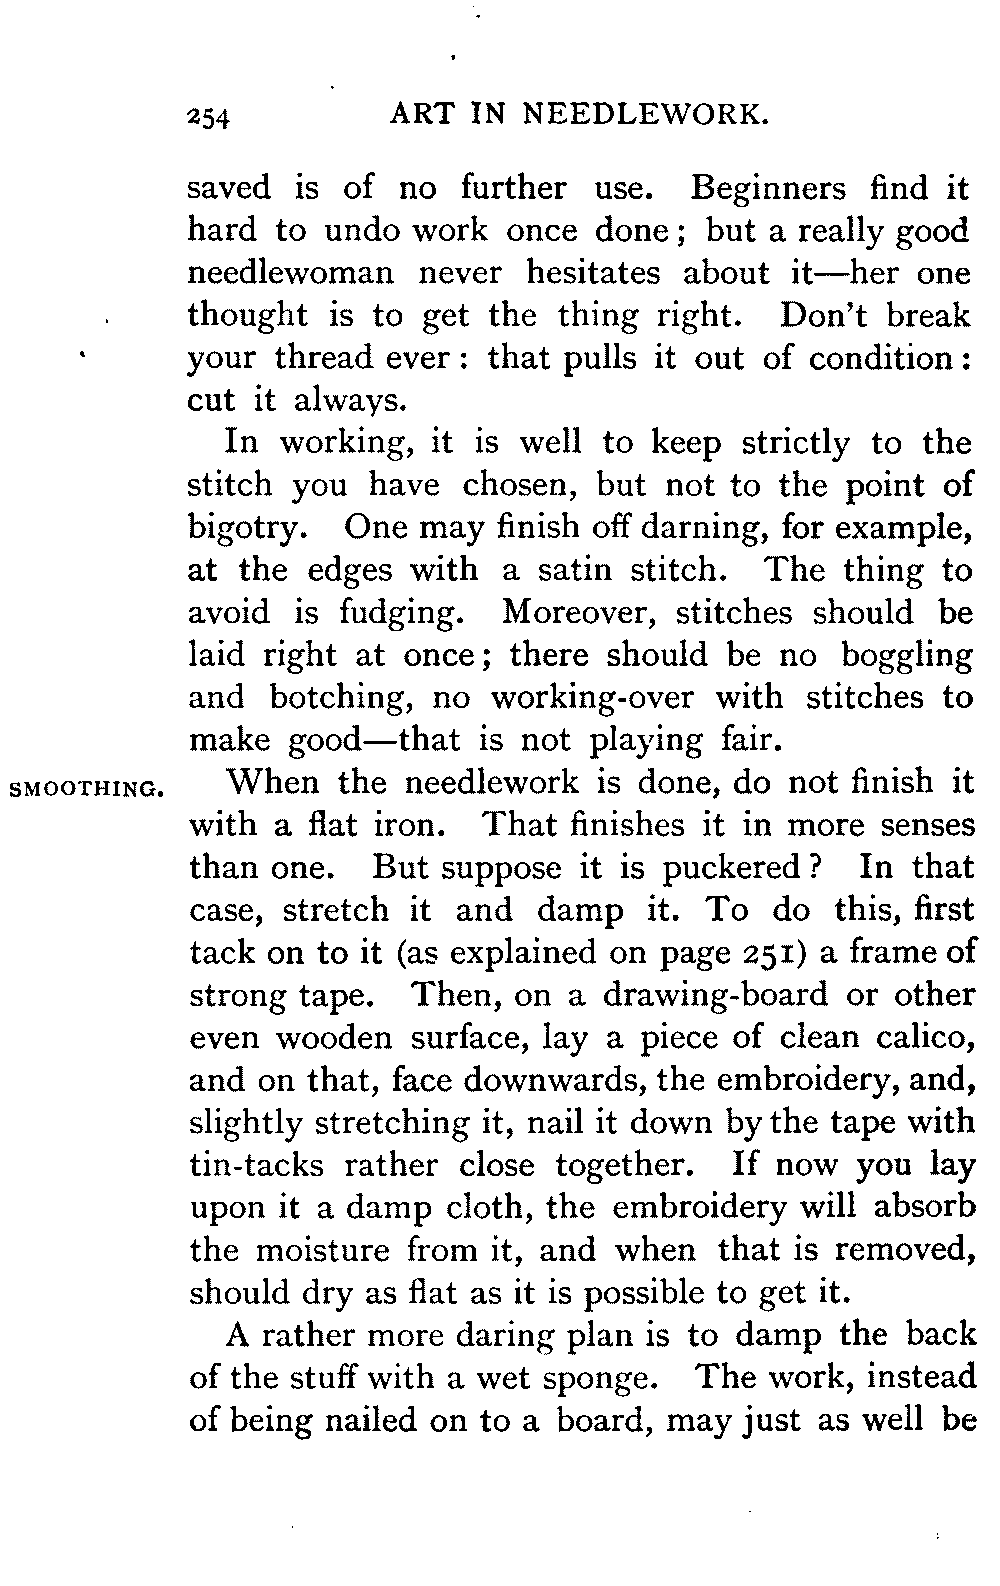 254 ART IN NEEDLEWORK.
saved is of no further use. Beginners find it
hard to undo work once done; but a really good
needlewoman never hesitates about it—her one
thought is to get the thing right. Don't break
your thread ever: that pulls it out of condition:
cut it always.
In working, it is well to keep strictly to the
stitch you have chosen, but not to the point of
bigotry. One may finish off darning, for example,
at the edges with a satin stitch. The thing to
avoid is fudging. Moreover, stitches should be
laid right at once; there should be no boggling
and botching, no working-over with stitches to
make good—that is not playing fair.
SMOOTHING. When the needlework is done, do not finish it
with a flat iron. That finishes it in more senses
than one. But suppose it is puckered? In that
case, stretch it and damp it. To do this, first
tack on to it (as explained on page 251) a frame of
strong tape. Then, on a drawing-board or other
even wooden surface, lay a piece of clean calico,
and on that, face downwards, the embroidery, and,
slightly stretching it, nail it down by the tape with
tin-tacks rather close together. If now you lay
upon it a damp cloth, the embroidery will absorb
the moisture from it, and when that is removed,
should dry as flat as it is possible to get it.
A rather more daring plan is to damp the back
of the stuff with a wet sponge. The work, instead
of being nailed on to a board, may just as well be